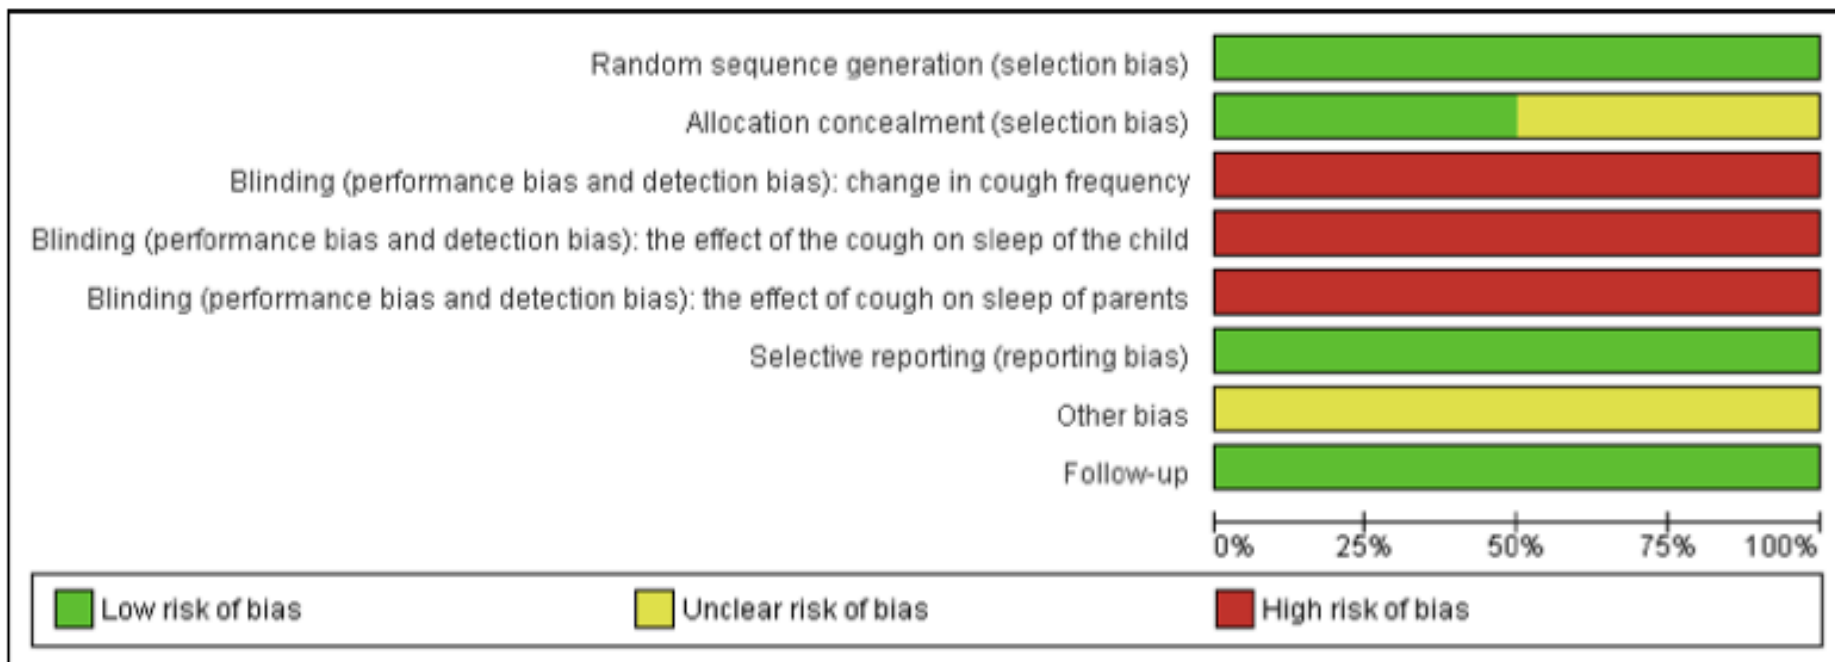 Random sequence generation (selection bias)
Allocation concealment (selection bias)
Blinding (performance bias and detection bias): change in cough frequency
Blinding (performance bias and detection bias): the effect of the cough on sleep of the child
Blinding (performance bias and detection bias): the effect of cough on sleep of parents
Selective reporting (reporting bias)
Other bias
Follow-up
0% 25% 50% 75% 100%
Low risk of bias Unclear risk of bias High risk of bias